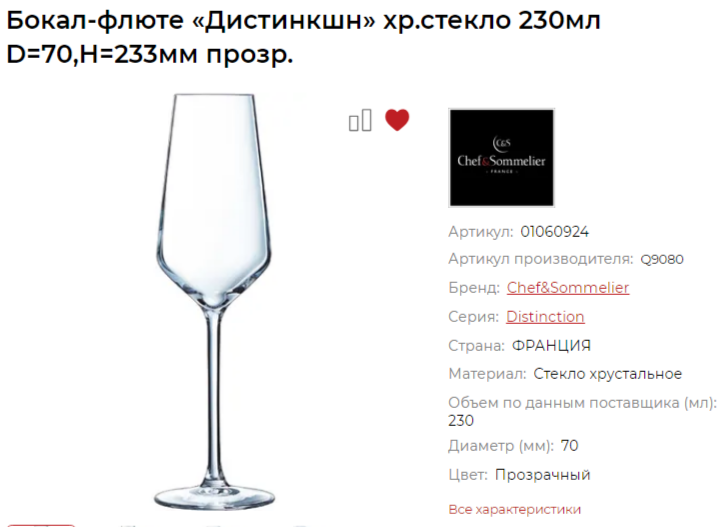 Бокал-флюте «Дистинкшн» хр.стекло 230мл
D=70,H=233мм прозр.
C&S
Chef&Sommelier
- FRANCE -
Артикул: 01060924
Артикул производителя: Q9080
Бренд: Chef&Sommelier
Серия: Distinction
Страна: ФРАНЦИЯ
Материал: Стекло хрустальное
Объем по данным поставщика (мл):
230
Диаметр (мм): 70
Цвет: Прозрачный
Все характеристики